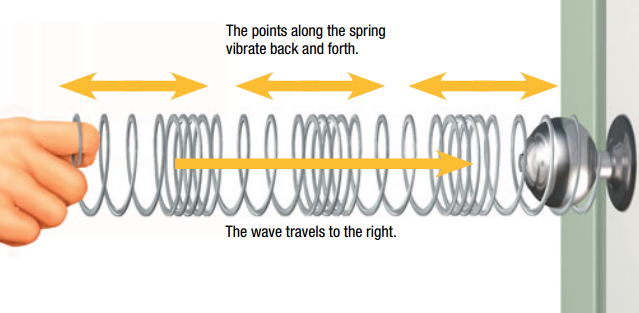 The points along the spring
vibrate back and forth.
The wave travels to the right.